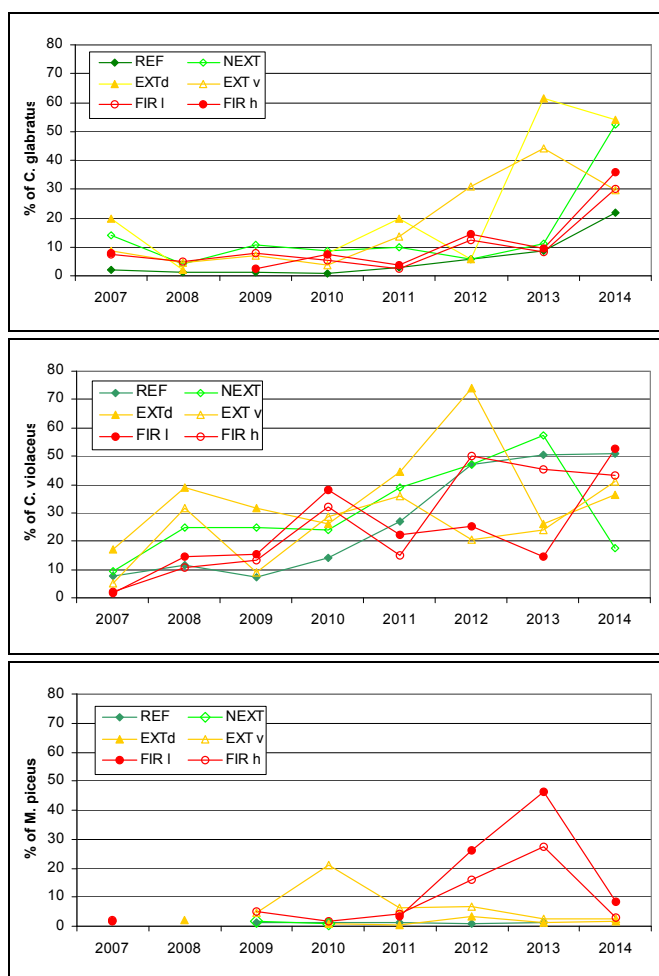 % of C. glabratus
80
70
60
50
40
30
20
10
0
REF NEXT
EXTd EXT v
FIR l FIR h
2007 2008 2009 2010 2011 2012 2013 2014
% of C. violaceus
80
70
60
50
40
30
20
10
0
REF NEXT
EXTd EXT v
FIR l FIR h
2007 2008 2009 2010 2011 2012 2013 2014
% of M. piceus
80
70
60
50
40
30
20
10
0
REF NEXT
EXTd EXT v
FIR l FIR h
2007 2008 2009 2010 2011 2012 2013 2014